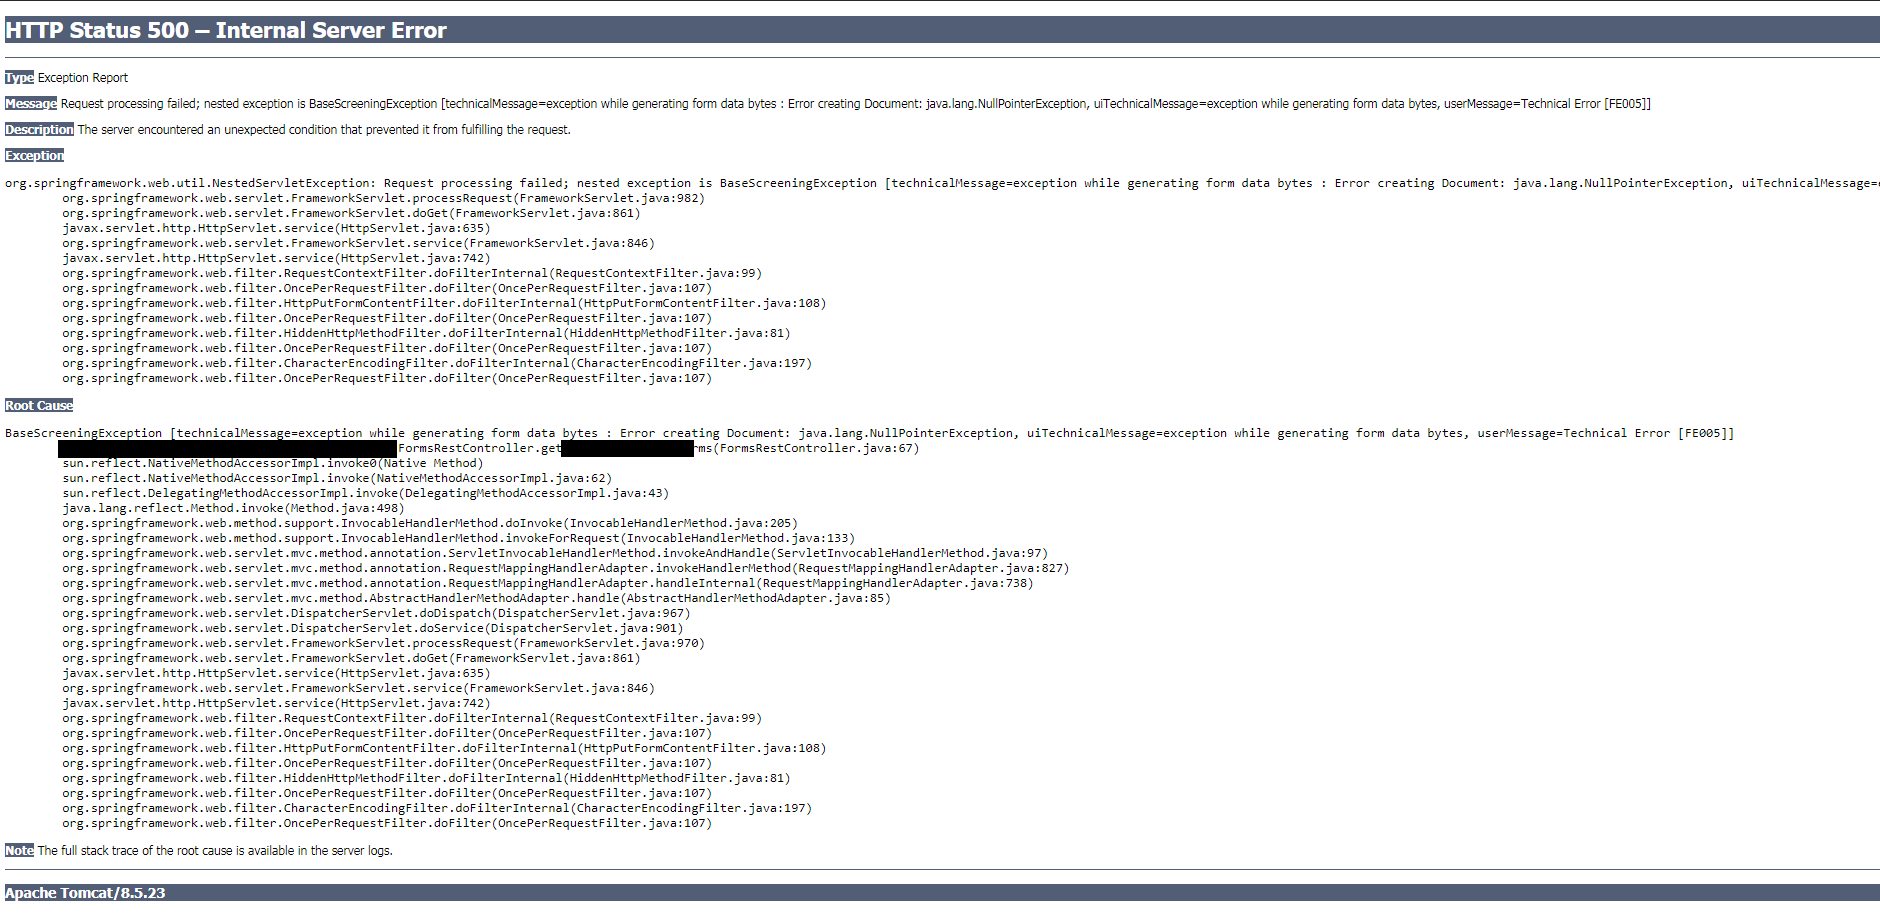 HTTP Status 500 – Internal Server Error
Type Exception Report
Message Request processing failed; nested exception is BaseScreeningException [technicalMessage=exception while generating form data bytes : Error creating Document: java.lang.NullPointerException, uiTechnicalMessage=exception while generating form data bytes, userMessage=Technical Error [FE005]]
Description The server encountered an unexpected condition that prevented it from fulfilling the request.
Exception
org.springframework.web.util.NestedServletException: Request processing failed; nested exception is BaseScreeningException [technicalMessage=exception while generating form data bytes : Error creating Document: java.lang.NullPointerException, uiTechnicalMessage=
org.springframework.web.servlet.FrameworkServlet.processRequest(FrameworkServlet.java:982)
org.springframework.web.servlet.FrameworkServlet.doGet(FrameworkServlet.java:861)
javax.servlet.http.HttpServlet.service(HttpServlet.java:635)
org.springframework.web.servlet.FrameworkServlet.service(FrameworkServlet.java:846)
javax.servlet.http.HttpServlet.service(HttpServlet.java:742)
org.springframework.web.filter.RequestContextFilter.doFilterInternal(RequestContextFilter.java:99)
org.springframework.web.filter.OncePerRequestFilter.doFilter(OncePerRequestFilter.java:107)
org.springframework.web.filter.HttpPutFormContentFilter.doFilterInternal(HttpPutFormContentFilter.java:108)
org.springframework.web.filter.OncePerRequestFilter.doFilter(OncePerRequestFilter.java:107)
org.springframework.web.filter.HiddenHttpMethodFilter.doFilterInternal(HiddenHttpMethodFilter.java:81)
org.springframework.web.filter.OncePerRequestFilter.doFilter(OncePerRequestFilter.java:107)
org.springframework.web.filter.CharacterEncodingFilter.doFilterInternal(CharacterEncodingFilter.java:197)
org.springframework.web.filter.OncePerRequestFilter.doFilter(OncePerRequestFilter.java:107)
Root Cause
BaseScreeningException [technicalMessage=exception while generating form data bytes : Error creating Document: java.lang.NullPointerException, uiTechnicalMessage=exception while generating form data bytes, userMessage=Technical Error [FE005]]
FormsRestController.get rms(FormsRestController.java:67)
sun.reflect.NativeMethodAccessorImpl.invoke0(Native Method)
sun.reflect.NativeMethodAccessorImpl.invoke(NativeMethodAccessorImpl.java:62)
sun.reflect.DelegatingMethodAccessorImpl.invoke(DelegatingMethodAccessorImpl.java:43)
java.lang.reflect.Method.invoke(Method.java:498)
org.springframework.web.method.support.InvocableHandlerMethod.doInvoke(InvocableHandlerMethod.java:205)
org.springframework.web.method.support.InvocableHandlerMethod.invokeForRequest(InvocableHandlerMethod.java:133)
org.springframework.web.servlet.mvc.method.annotation.ServletInvocableHandlerMethod.invokeAndHandle(ServletInvocableHandlerMethod.java:97)
org.springframework.web.servlet.mvc.method.annotation.RequestMappingHandlerAdapter.invokeHandlerMethod(RequestMappingHandlerAdapter.java:827)
org.springframework.web.servlet.mvc.method.annotation.RequestMappingHandlerAdapter.handleInternal(RequestMappingHandlerAdapter.java:738)
org.springframework.web.servlet.mvc.method.AbstractHandlerMethodAdapter.handle(AbstractHandlerMethodAdapter.java:85)
org.springframework.web.servlet.DispatcherServlet.doDispatch(DispatcherServlet.java:967)
org.springframework.web.servlet.DispatcherServlet.doService(DispatcherServlet.java:901)
org.springframework.web.servlet.FrameworkServlet.processRequest(FrameworkServlet.java:970)
org.springframework.web.servlet.FrameworkServlet.doGet(FrameworkServlet.java:861)
javax.servlet.http.HttpServlet.service(HttpServlet.java:635)
org.springframework.web.servlet.FrameworkServlet.service(FrameworkServlet.java:846)
javax.servlet.http.HttpServlet.service(HttpServlet.java:742)
org.springframework.web.filter.RequestContextFilter.doFilterInternal(RequestContextFilter.java:99)
org.springframework.web.filter.OncePerRequestFilter.doFilter(OncePerRequestFilter.java:107)
org.springframework.web.filter.HttpPutFormContentFilter.doFilterInternal(HttpPutFormContentFilter.java:108)
org.springframework.web.filter.OncePerRequestFilter.doFilter(OncePerRequestFilter.java:107)
org.springframework.web.filter.HiddenHttpMethodFilter.doFilterInternal(HiddenHttpMethodFilter.java:81)
org.springframework.web.filter.OncePerRequestFilter.doFilter(OncePerRequestFilter.java:107)
org.springframework.web.filter.CharacterEncodingFilter.doFilterInternal(CharacterEncodingFilter.java:197)
org.springframework.web.filter.OncePerRequestFilter.doFilter(OncePerRequestFilter.java:107)
Note The full stack trace of the root cause is available in the server logs.
Apache Tomcat/8.5.23